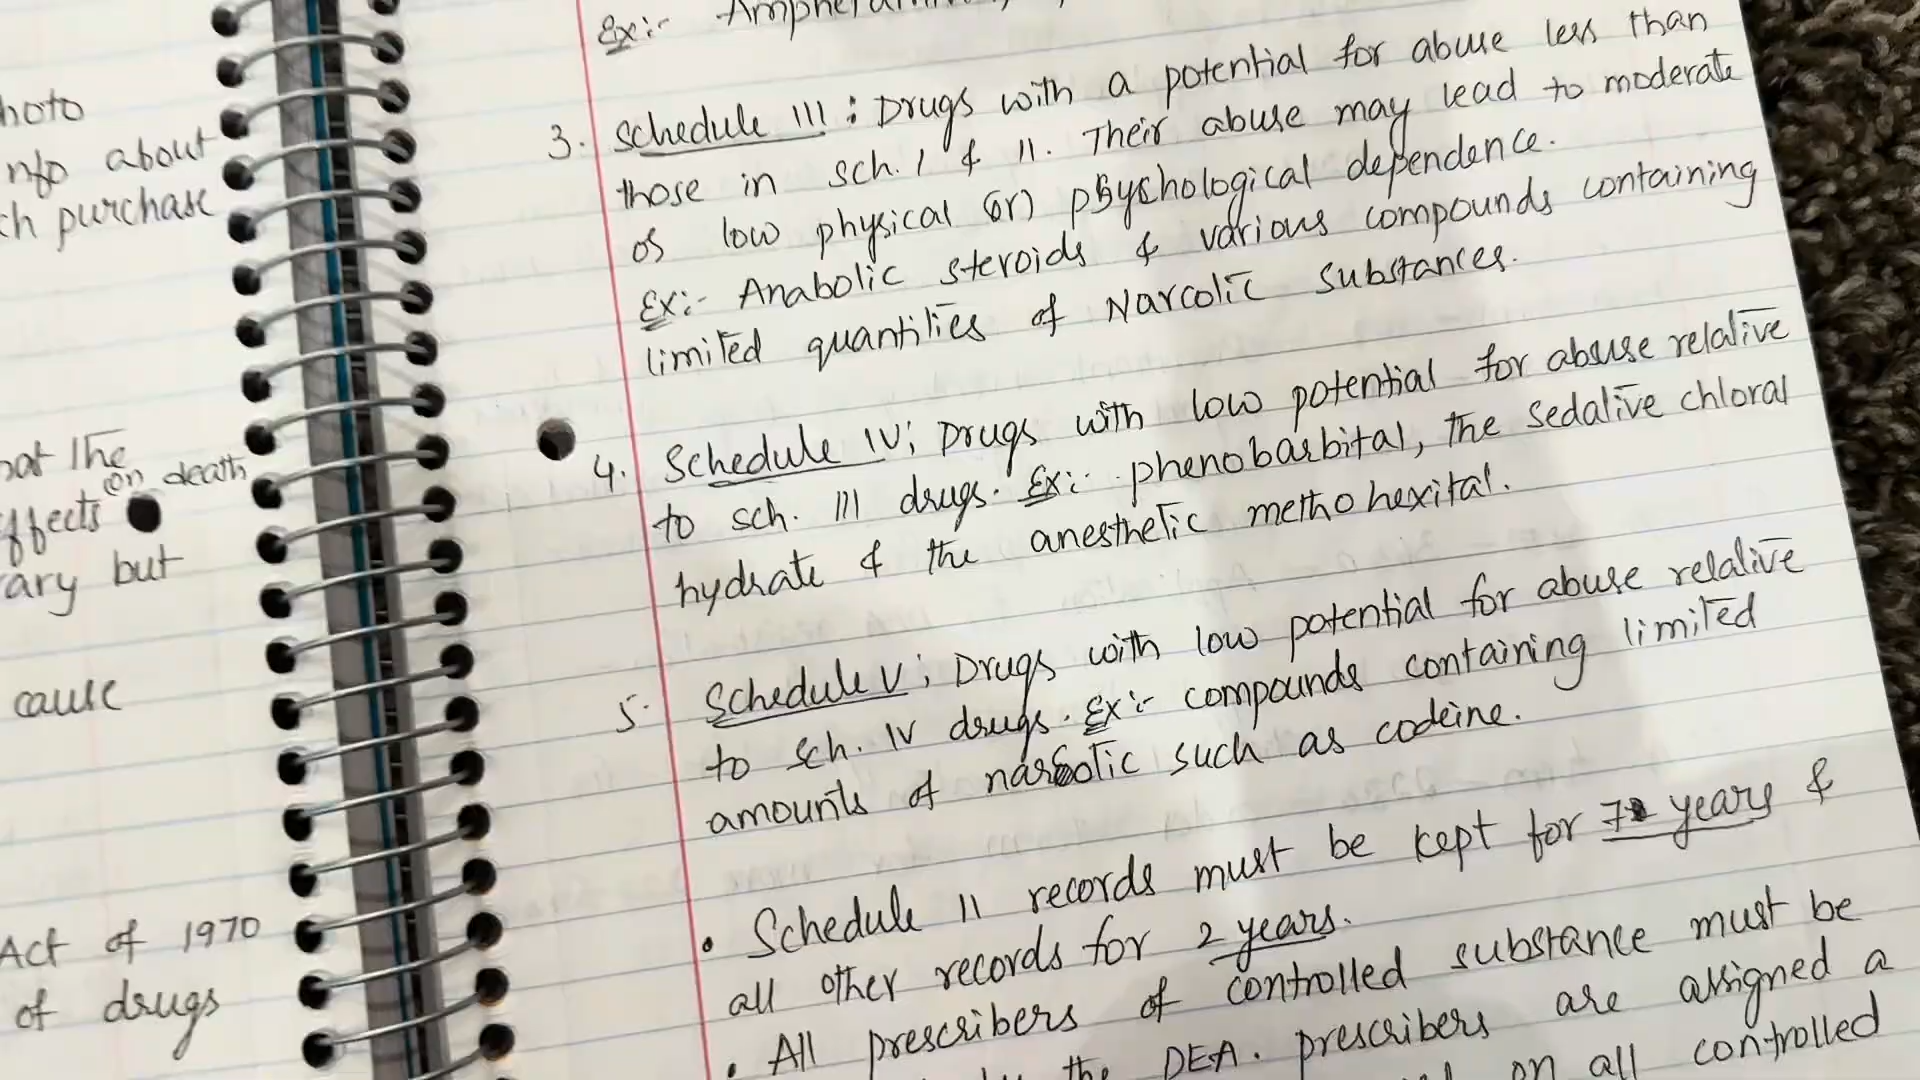 hoto
nfo about
ch purchase
hat the
on death
ffects
ary but
cause
Act of 1970
of drugs
Ex:-
3. Schedule III : Drugs with a potential for abuse less than
those in sch. I & II. Their abuse may lead to moderate
os low physical (or) psychological dependence.
Ex:- Anabolic steroids & various compounds containing
limited quantities of Narcotic substances.
4. Schedule IV; Drugs with low potential for abuse relative
to sch. III drugs. Ex:- phenobarbital, the sedative chloral
hydrate & the anesthetic methohexital.
5. Schedule V; Drugs with low potential for abuse relative
to sch. IV drugs. Ex:- compounds containing limited
amounts of narcotic such as codeine.
• Schedule II records must be kept for 7 years &
all other records for 2 years.
• All prescribers of controlled substance must be
the DEA. prescribers are assigned a
on all controlled